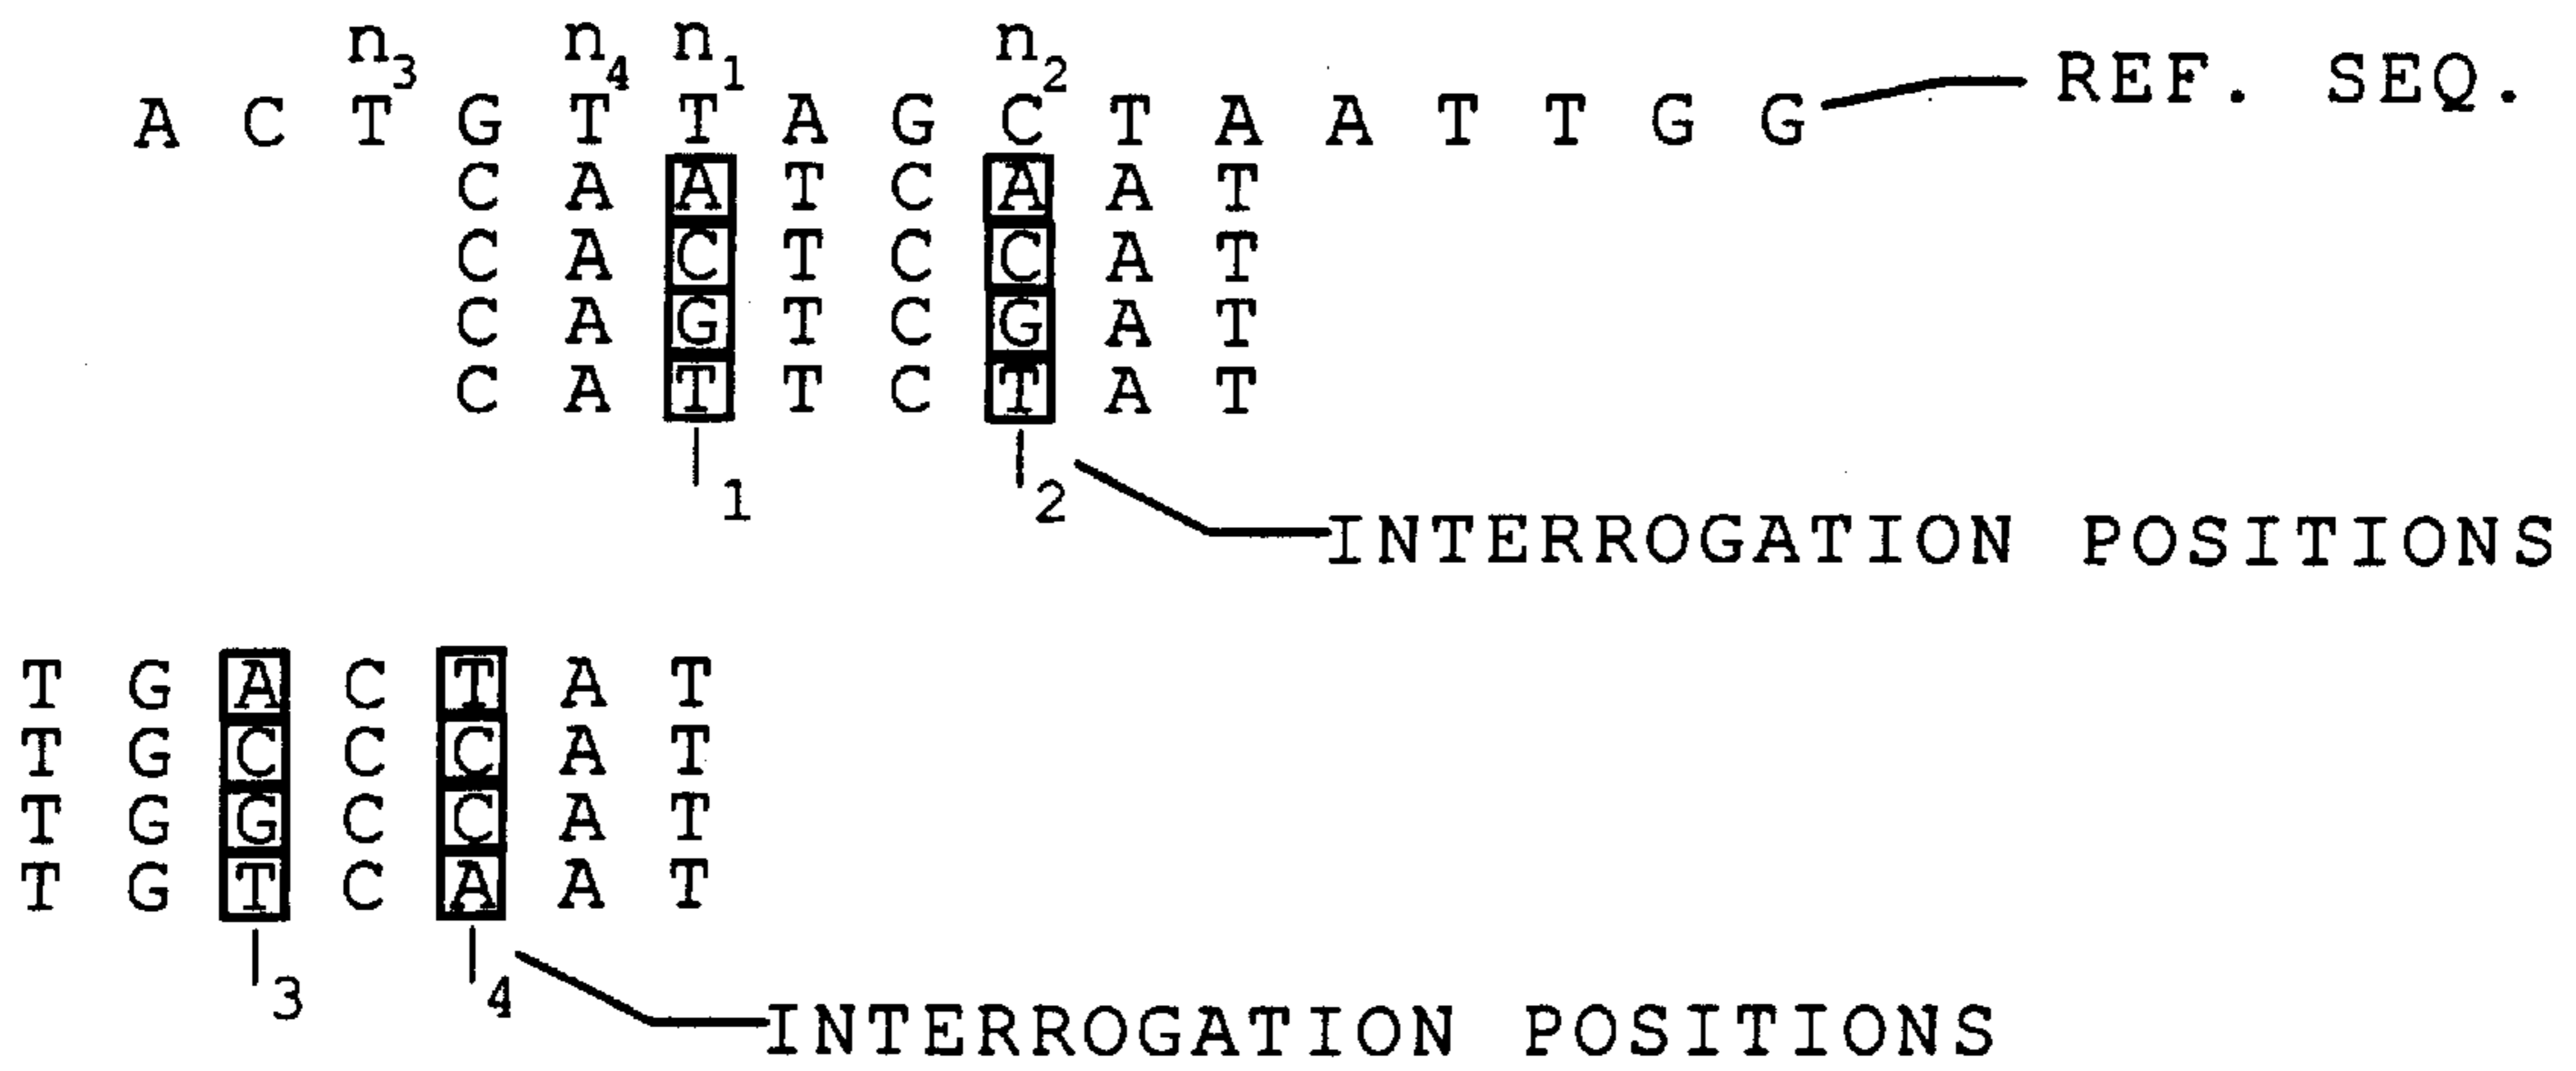 n3 n4 n1 n2
A C T G T T A G C T A A T T G G REF. SEQ.
C A A T C A A T
C A C T C C A T
C A G T C G A T
C A T T C T A T
1 2
INTERROGATION POSITIONS
T G A C T A T
T G C C C A T
T G G C C A T
T G T C A A T
3 4
INTERROGATION POSITIONS